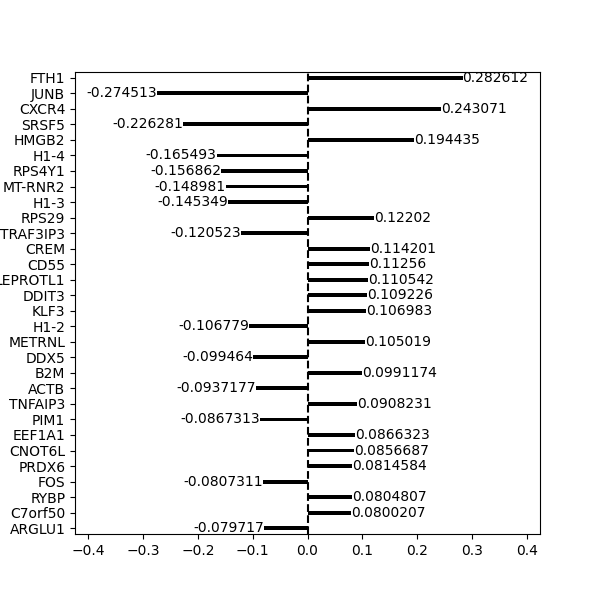 FTH1 0.282612
JUNB -0.274513
CXCR4 0.243071
SRSF5 -0.226281
HMGB2 0.194435
H1-4 -0.165493
RPS4Y1 -0.156862
MT-RNR2 -0.148981
H1-3 -0.145349
RPS29 0.12202
TRAF3IP3 -0.120523
CREM 0.114201
CD55 0.11256
LEPROTL1 0.110542
DDIT3 0.109226
KLF3 0.106983
H1-2 -0.106779
METRNL 0.105019
DDX5 -0.099464
B2M 0.0991174
ACTB -0.0937177
TNFAIP3 0.0908231
PIM1 -0.0867313
EEF1A1 0.0866323
CNOT6L 0.0856687
PRDX6 0.0814584
FOS -0.0807311
RYBP 0.0804807
C7orf50 0.0800207
ARGLU1 -0.079717
−0.4 −0.3 −0.2 −0.1 0.0 0.1 0.2 0.3 0.4